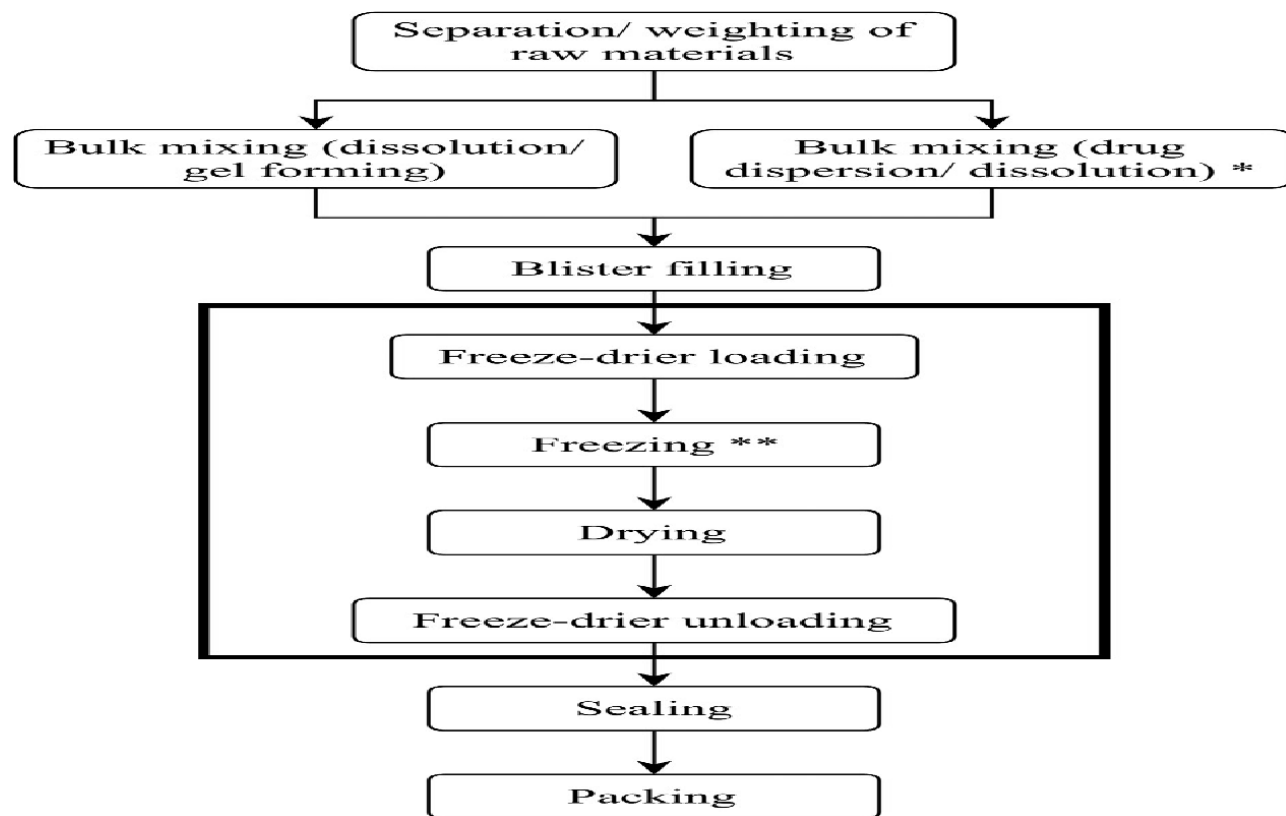 Separation/ weighting of
raw materials
Bulk mixing (dissolution/
gel forming)
Bulk mixing (drug
dispersion/ dissolution) *
Blister filling
Freeze-drier loading
Freezing **
Drying
Freeze-drier unloading
Sealing
Packing